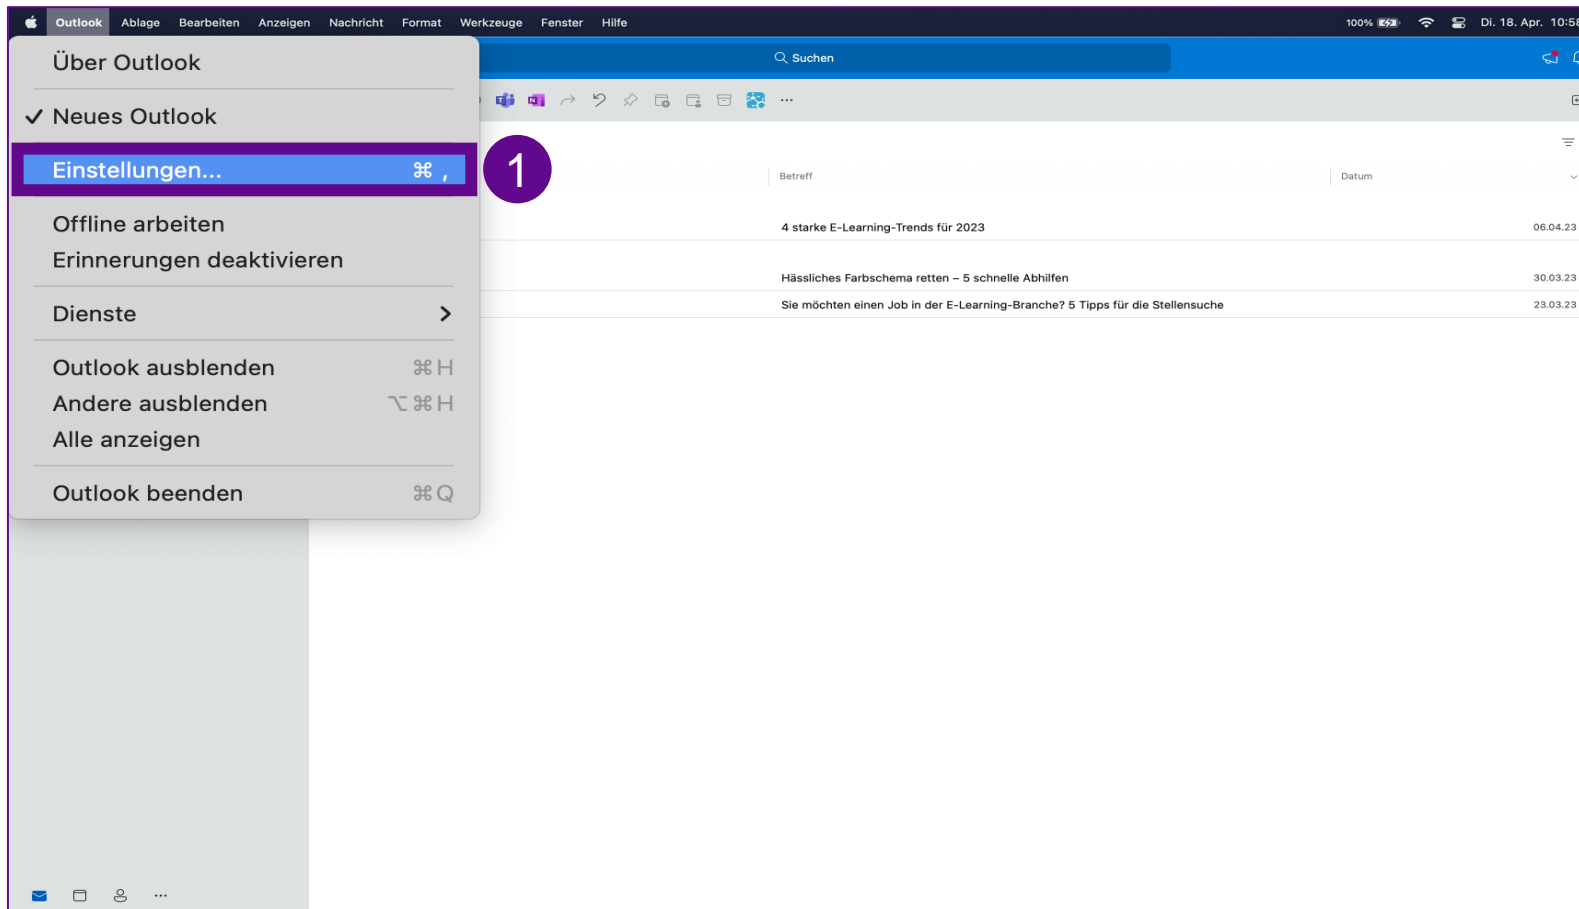 Outlook Ablage Bearbeiten Anzeigen Nachricht Format Werkzeuge Fenster Hilfe 100% Di. 18. Apr. 10:58
Über Outlook
Suchen
✓ Neues Outlook
Einstellungen... ⌘ ,
1
Betreff Datum
Offline arbeiten
4 starke E-Learning-Trends für 2023 06.04.23
Erinnerungen deaktivieren
Hässliches Farbschema retten – 5 schnelle Abhilfen 30.03.23
Sie möchten einen Job in der E-Learning-Branche? 5 Tipps für die Stellensuche 23.03.23
Dienste
Outlook ausblenden ⌘ H
Andere ausblenden ⌥ ⌘ H
Alle anzeigen
Outlook beenden ⌘ Q